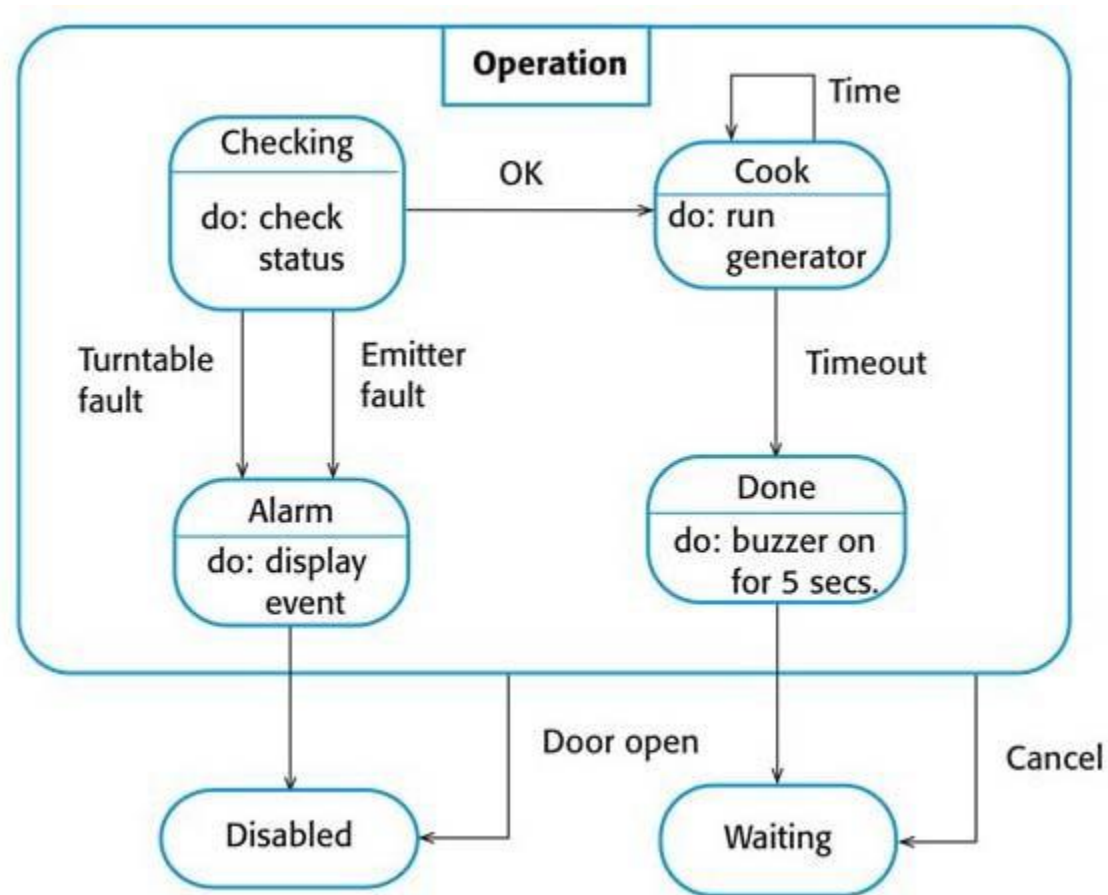 Operation
Time
Checking
do: check
status
OK
Cook
do: run
generator
Turntable
fault
Emitter
fault
Timeout
Alarm
do: display
event
Done
do: buzzer on
for 5 secs.
Door open
Cancel
Disabled
Waiting